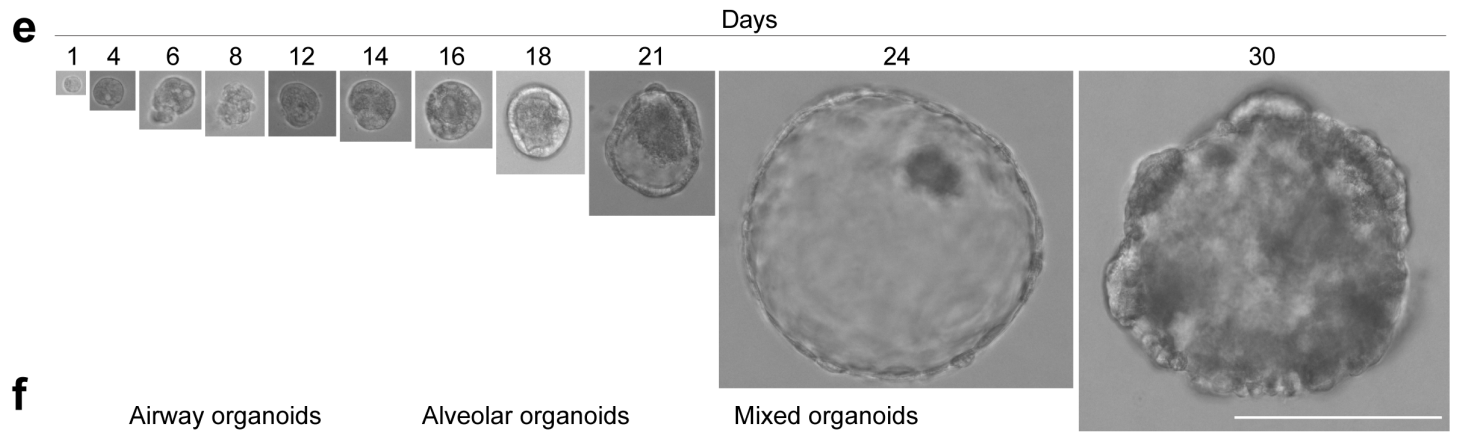 e
Days
1 4 6 8 12 14 16 18 21 24 30
f
Airway organoids Alveolar organoids Mixed organoids